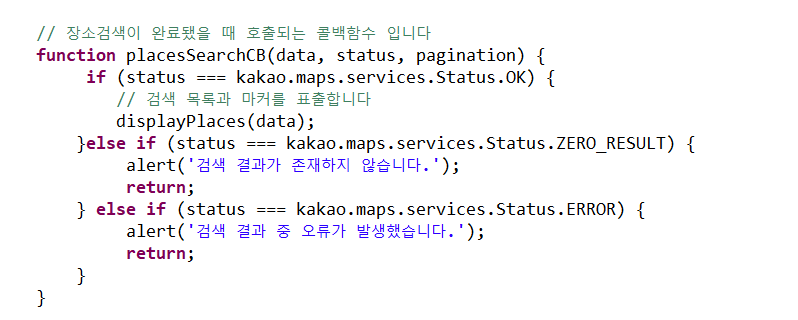 // 장소검색이 완료됐을 때 호출되는 콜백함수 입니다
function placesSearchCB(data, status, pagination) {
     if (status === kakao.maps.services.Status.OK) {
        // 검색 목록과 마커를 표출합니다
        displayPlaces(data);
    }else if (status === kakao.maps.services.Status.ZERO_RESULT) {
         alert('검색 결과가 존재하지 않습니다.');
         return;
    } else if (status === kakao.maps.services.Status.ERROR) {
         alert('검색 결과 중 오류가 발생했습니다.');
         return;
    }
}